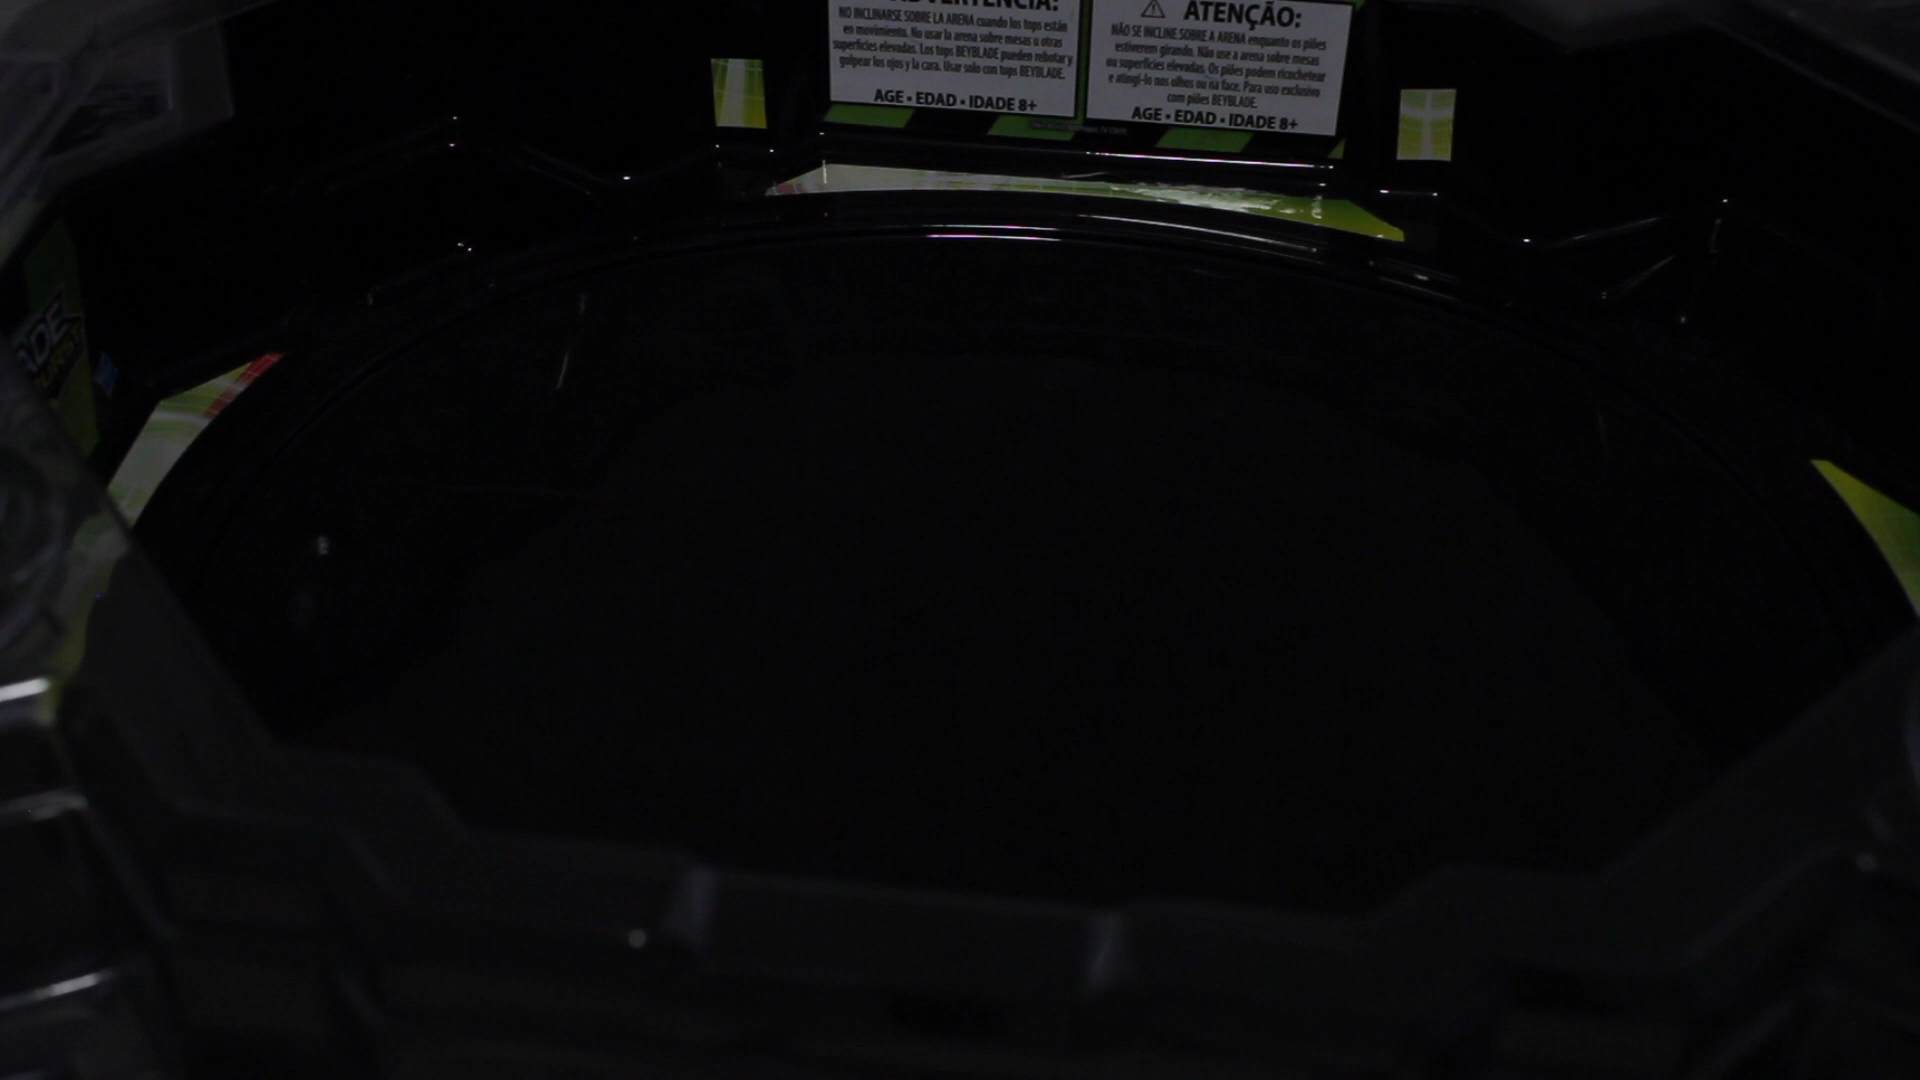 ADVERTENCIA:
NO INCLINARSE SOBRE LA ARENA cuando los tops están
en movimiento. No usar la arena sobre mesas u otras
superficies elevadas. Los tops BEYBLADE pueden rebotar y
golpear los ojos y la cara. Usar solo con tops BEYBLADE.
AGE • EDAD • IDADE 8+
ATENÇÃO:
NÃO SE INCLINE SOBRE A ARENA enquanto os piões
estiverem girando. Não use a arena sobre mesas
ou superfícies elevadas. Os piões podem ricochetear
e atingi-lo nos olhos ou na face. Para uso exclusivo
com piões BEYBLADE.
AGE • EDAD • IDADE 8+
ADE